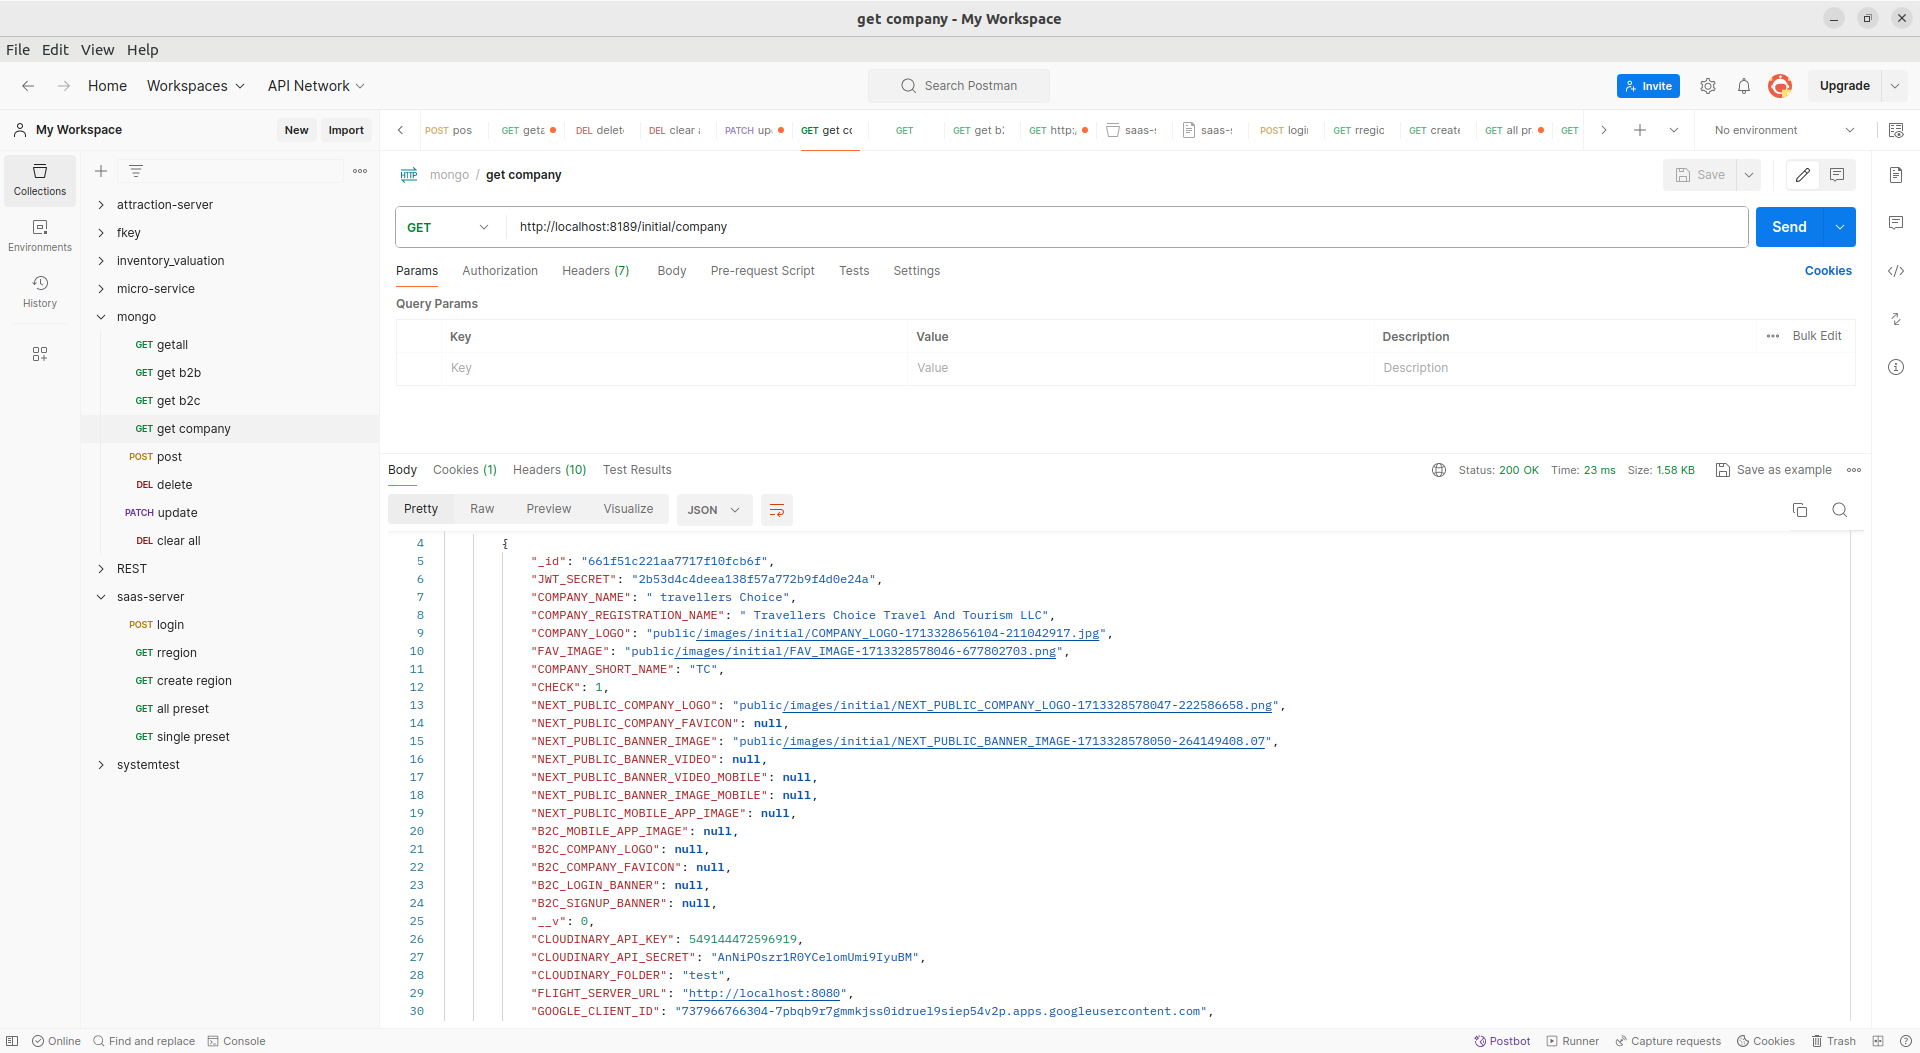 get company - My Workspace
File Edit View Help
Home Workspaces API Network Search Postman Invite Upgrade
My Workspace New Import
POST pos GET geta DEL delet DEL clear PATCH up GET get co GET GET get b2 GET http:, saas-s saas-s POST logi GET rregic GET create GET all pr GET No environment
Collections
Environments
History
attraction-server
fkey
inventory_valuation
micro-service
mongo
GET getall
GET get b2b
GET get b2c
GET get company
POST post
DEL delete
PATCH update
DEL clear all
REST
saas-server
POST login
GET rregion
GET create region
GET all preset
GET single preset
systemtest
HTTP mongo / get company Save
GET http://localhost:8189/initial/company Send
Params Authorization Headers (7) Body Pre-request Script Tests Settings Cookies
Query Params
Key Value Description Bulk Edit
Key Value Description
Body Cookies (1) Headers (10) Test Results Status: 200 OK Time: 23 ms Size: 1.58 KB Save as example
Pretty Raw Preview Visualize JSON
4 {
5 "_id": "661f51c221aa7717f10fcb6f",
6 "JWT_SECRET": "2b53d4c4deea138f57a772b9f4d0e24a",
7 "COMPANY_NAME": " travellers Choice",
8 "COMPANY_REGISTRATION_NAME": " Travellers Choice Travel And Tourism LLC",
9 "COMPANY_LOGO": "public/images/initial/COMPANY_LOGO-1713328656104-211042917.jpg",
10 "FAV_IMAGE": "public/images/initial/FAV_IMAGE-1713328578046-677802703.png",
11 "COMPANY_SHORT_NAME": "TC",
12 "CHECK": 1,
13 "NEXT_PUBLIC_COMPANY_LOGO": "public/images/initial/NEXT_PUBLIC_COMPANY_LOGO-1713328578047-222586658.png",
14 "NEXT_PUBLIC_COMPANY_FAVICON": null,
15 "NEXT_PUBLIC_BANNER_IMAGE": "public/images/initial/NEXT_PUBLIC_BANNER_IMAGE-1713328578050-264149408.07",
16 "NEXT_PUBLIC_BANNER_VIDEO": null,
17 "NEXT_PUBLIC_BANNER_VIDEO_MOBILE": null,
18 "NEXT_PUBLIC_BANNER_IMAGE_MOBILE": null,
19 "NEXT_PUBLIC_MOBILE_APP_IMAGE": null,
20 "B2C_MOBILE_APP_IMAGE": null,
21 "B2C_COMPANY_LOGO": null,
22 "B2C_COMPANY_FAVICON": null,
23 "B2C_LOGIN_BANNER": null,
24 "B2C_SIGNUP_BANNER": null,
25 "__v": 0,
26 "CLOUDINARY_API_KEY": 549144472596919,
27 "CLOUDINARY_API_SECRET": "AnNiPOszr1R0YCelomUmi9IyuBM",
28 "CLOUDINARY_FOLDER": "test",
29 "FLIGHT_SERVER_URL": "http://localhost:8080",
30 "GOOGLE_CLIENT_ID": "737966766304-7pbqb9r7gmmkjss0idruel9siep54v2p.apps.googleusercontent.com",
Online Find and replace Console Postbot Runner Capture requests Cookies Trash